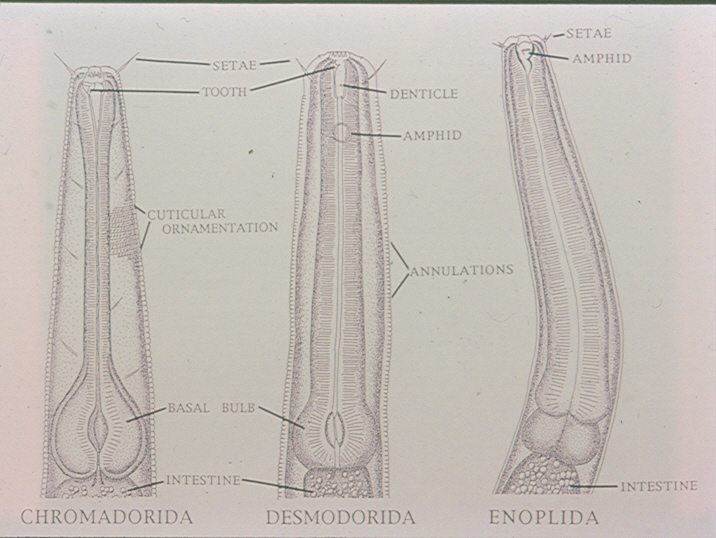 SETAE
TOOTH
DENTICLE
AMPHID
SETAE
AMPHID
CUTICULAR
ORNAMENTATION
ANNULATIONS
BASAL BULB
INTESTINE
INTESTINE
CHROMADORIDA
DESMODORIDA
ENOPLIDA